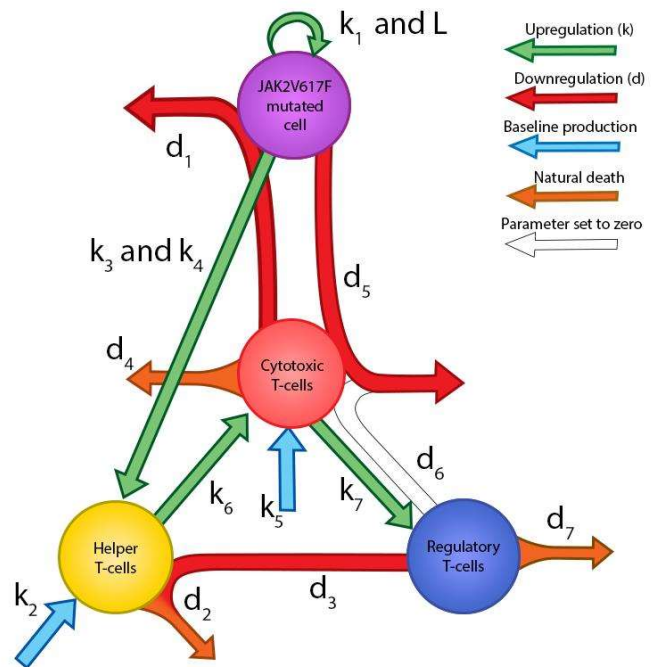 k1 and L
Upregulation (k)
Downregulation (d)
Baseline production
Natural death
Parameter set to zero
JAK2V617F
mutated
cell
d1
k3 and k4
d5
d4
Cytotoxic
T-cells
k6
k5
k7
d6
Helper
T-cells
Regulatory
T-cells
d7
k2
d2
d3